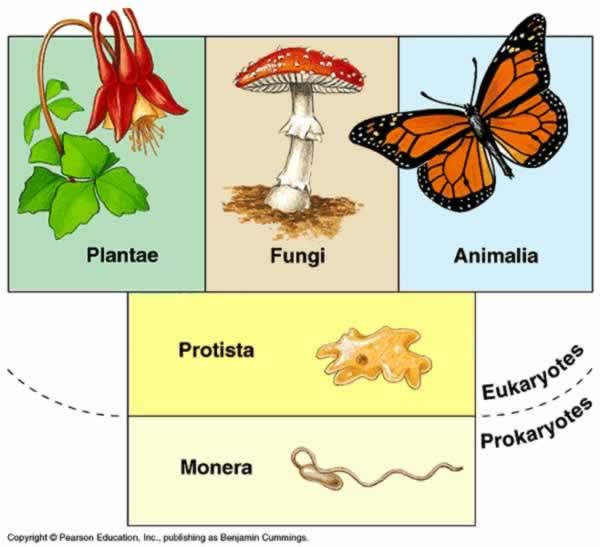 Plantae
Fungi
Animalia
Protista
Eukaryotes
Prokaryotes
Monera
Copyright © Pearson Education, Inc., publishing as Benjamin Cummings.